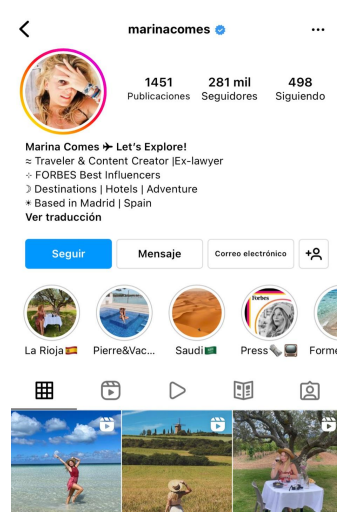 marinacomes
1451 281 mil 498
Publicaciones Seguidores Siguiendo
Marina Comes ✈ Let's Explore!
≈ Traveler & Content Creator |Ex-lawyer
⊹ FORBES Best Influencers
☽ Destinations | Hotels | Adventure
☀ Based in Madrid | Spain
Ver traducción
Seguir Mensaje Correo electrónico
Forbes
La Rioja🇪🇸 Pierre&Vac... Saudi🇸🇦 Press🗞📺 Forme